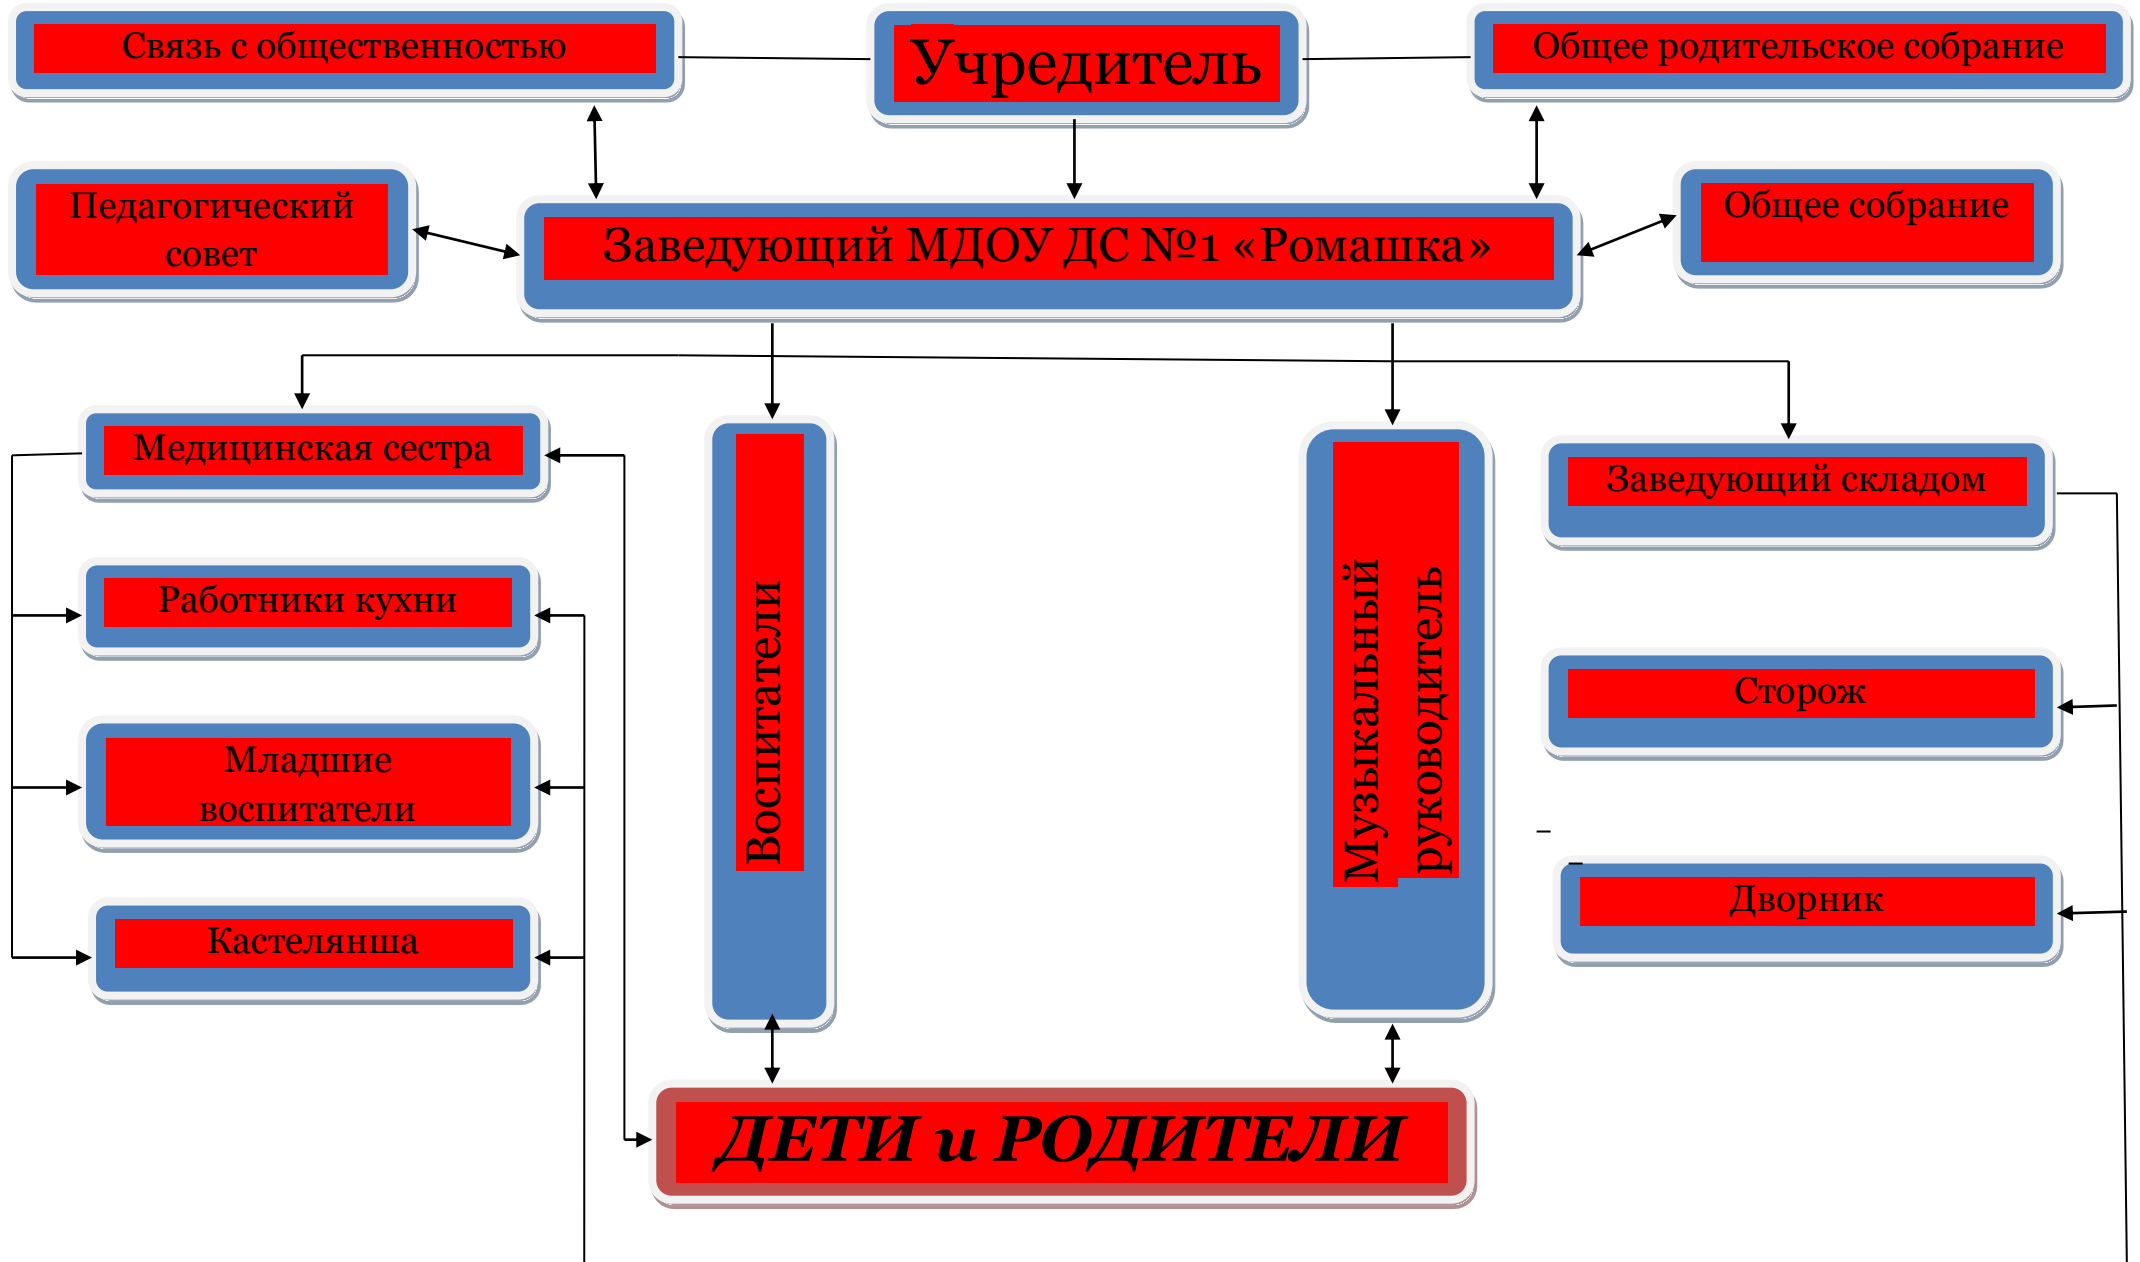 Связь с общественностью
Учредитель
Общее родительское собрание
Педагогический
совет
Заведующий МДОУ ДС №1 «Ромашка»
Общее собрание
Медицинская сестра
Воспитатели
Музыкальный
руководитель
Заведующий складом
Работники кухни
Сторож
Младшие
воспитатели
Дворник
Кастелянша
ДЕТИ и РОДИТЕЛИ